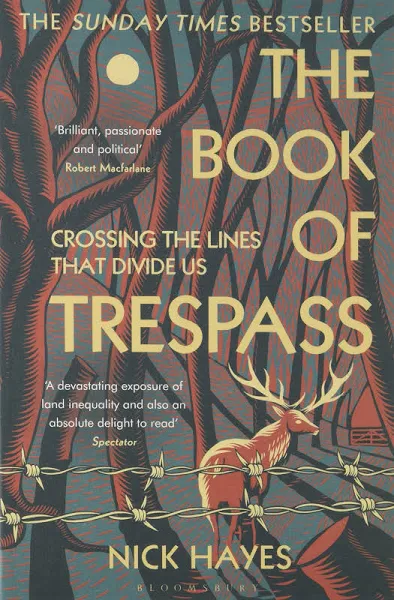 THE SUNDAY TIMES BESTSELLER
THE
BOOK
OF
TRESPASS
'Brilliant, passionate
and political'
Robert Macfarlane
CROSSING THE LINES
THAT DIVIDE US
'A devastating exposure of
land inequality and also an
absolute delight to read'
Spectator
NICK HAYES
BLOOMSBURY